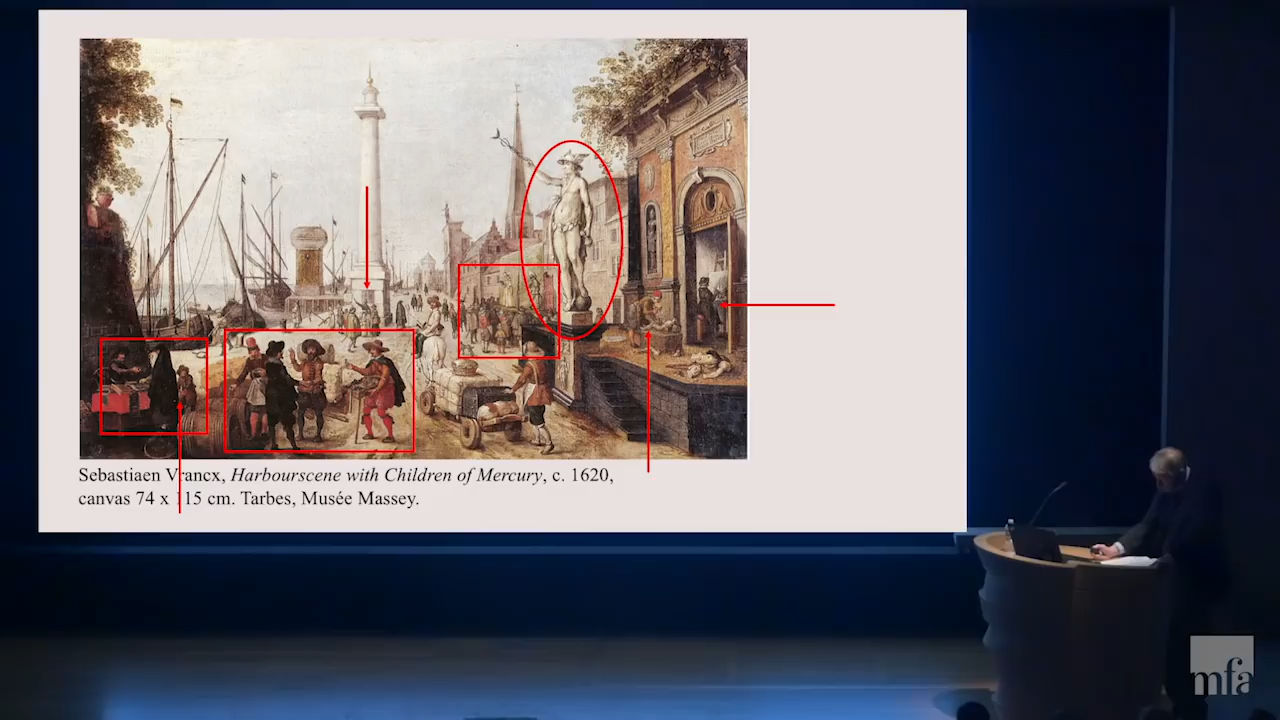 Sebastiaen Vrancx, Harbourscene with Children of Mercury, c. 1620,
canvas 74 x 115 cm. Tarbes, Musée Massey.
mfa